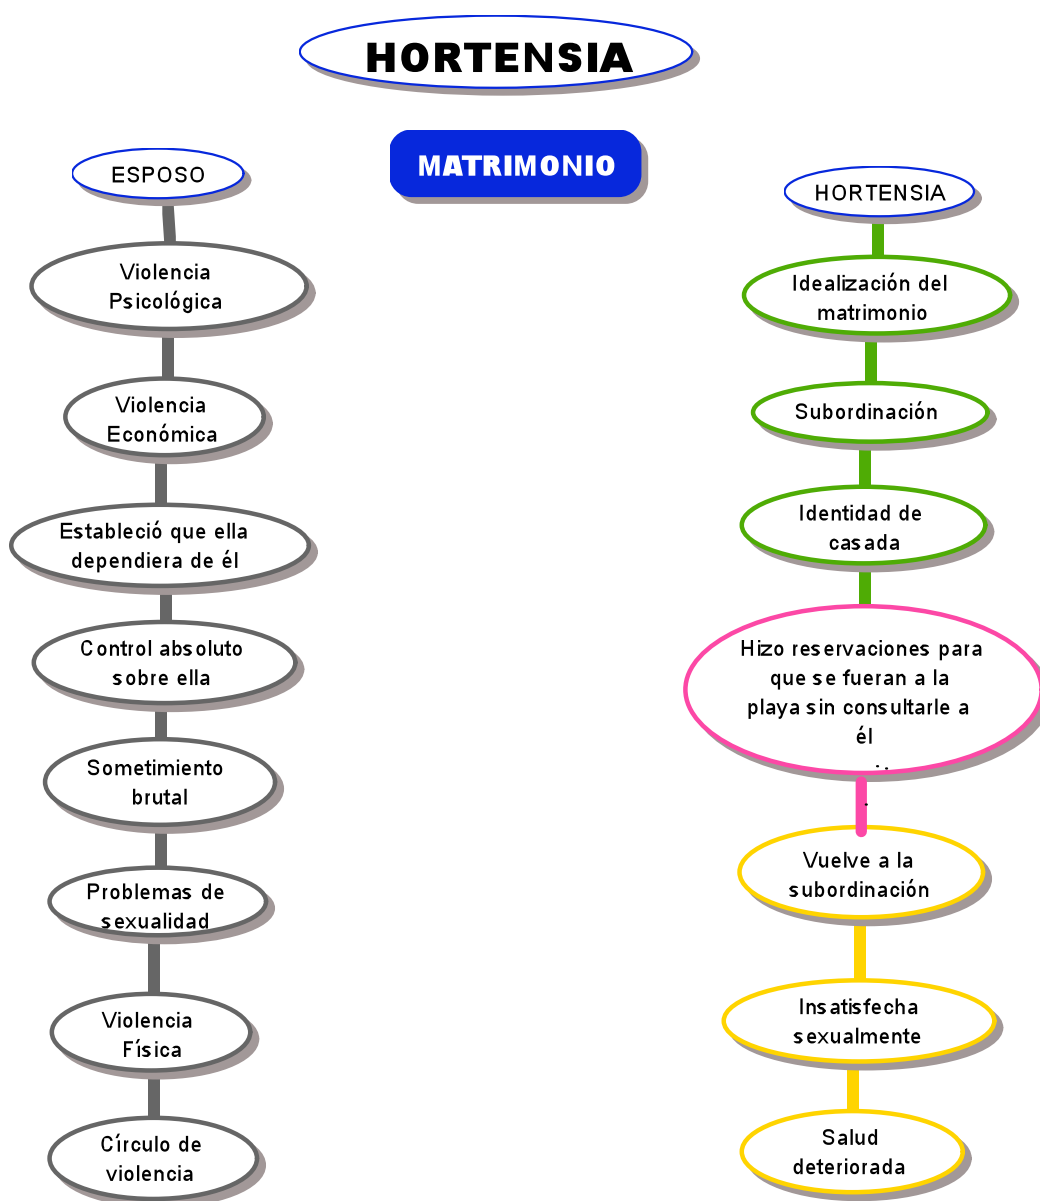 HORTENSIA
MATRIMONIO
ESPOSO
Violencia
Psicológica
Violencia
Económica
Estableció que ella
dependiera de él
Control absoluto
sobre ella
Sometimiento
brutal
Problemas de
sexualidad
Violencia
Física
Círculo de
violencia
HORTENSIA
Idealización del
matrimonio
Subordinación
Identidad de
casada
Hizo reservaciones para
que se fueran a la
playa sin consultarle a
él
..
.
Vuelve a la
subordinación
Insatisfecha
sexualmente
Salud
deteriorada